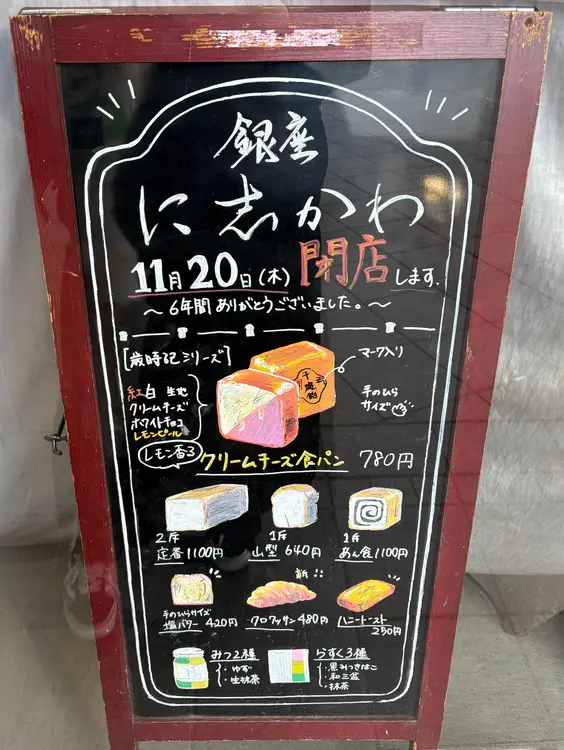 銀座
に志かわ
11月20日(木)閉店します.
～6年間ありがとうございました。～
[歳時記シリーズ]
マーク入り
紅白 生地
クリームチーズ
ホワイトチョコ
レモンピール
手のひら
サイズ
レモン香る
クリームチーズ食パン 780円
2斤
定番1100円
1斤
山型640円
1斤
あん食1100円
手のひらサイズ
塩バター420円
クロワッサン480円
ハニートースト
250円
みつ2種
・ゆず
・生抹茶
らすく3種
・黒みつきなこ
・和三盆
・抹茶